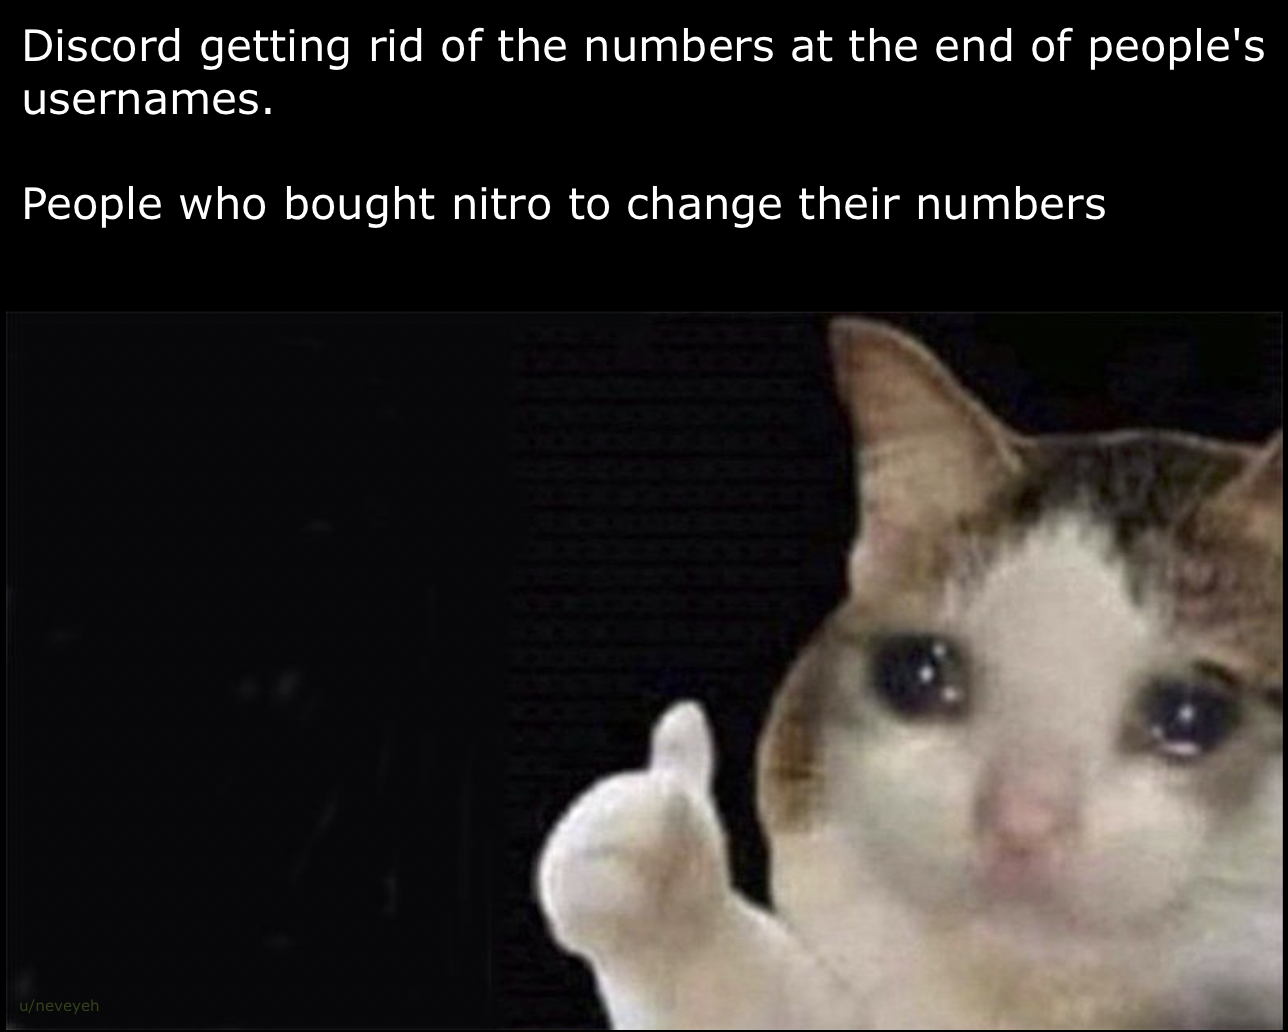 Discord getting rid of the numbers at the end of people's
usernames.
People who bought nitro to change their numbers
u/neveyeh